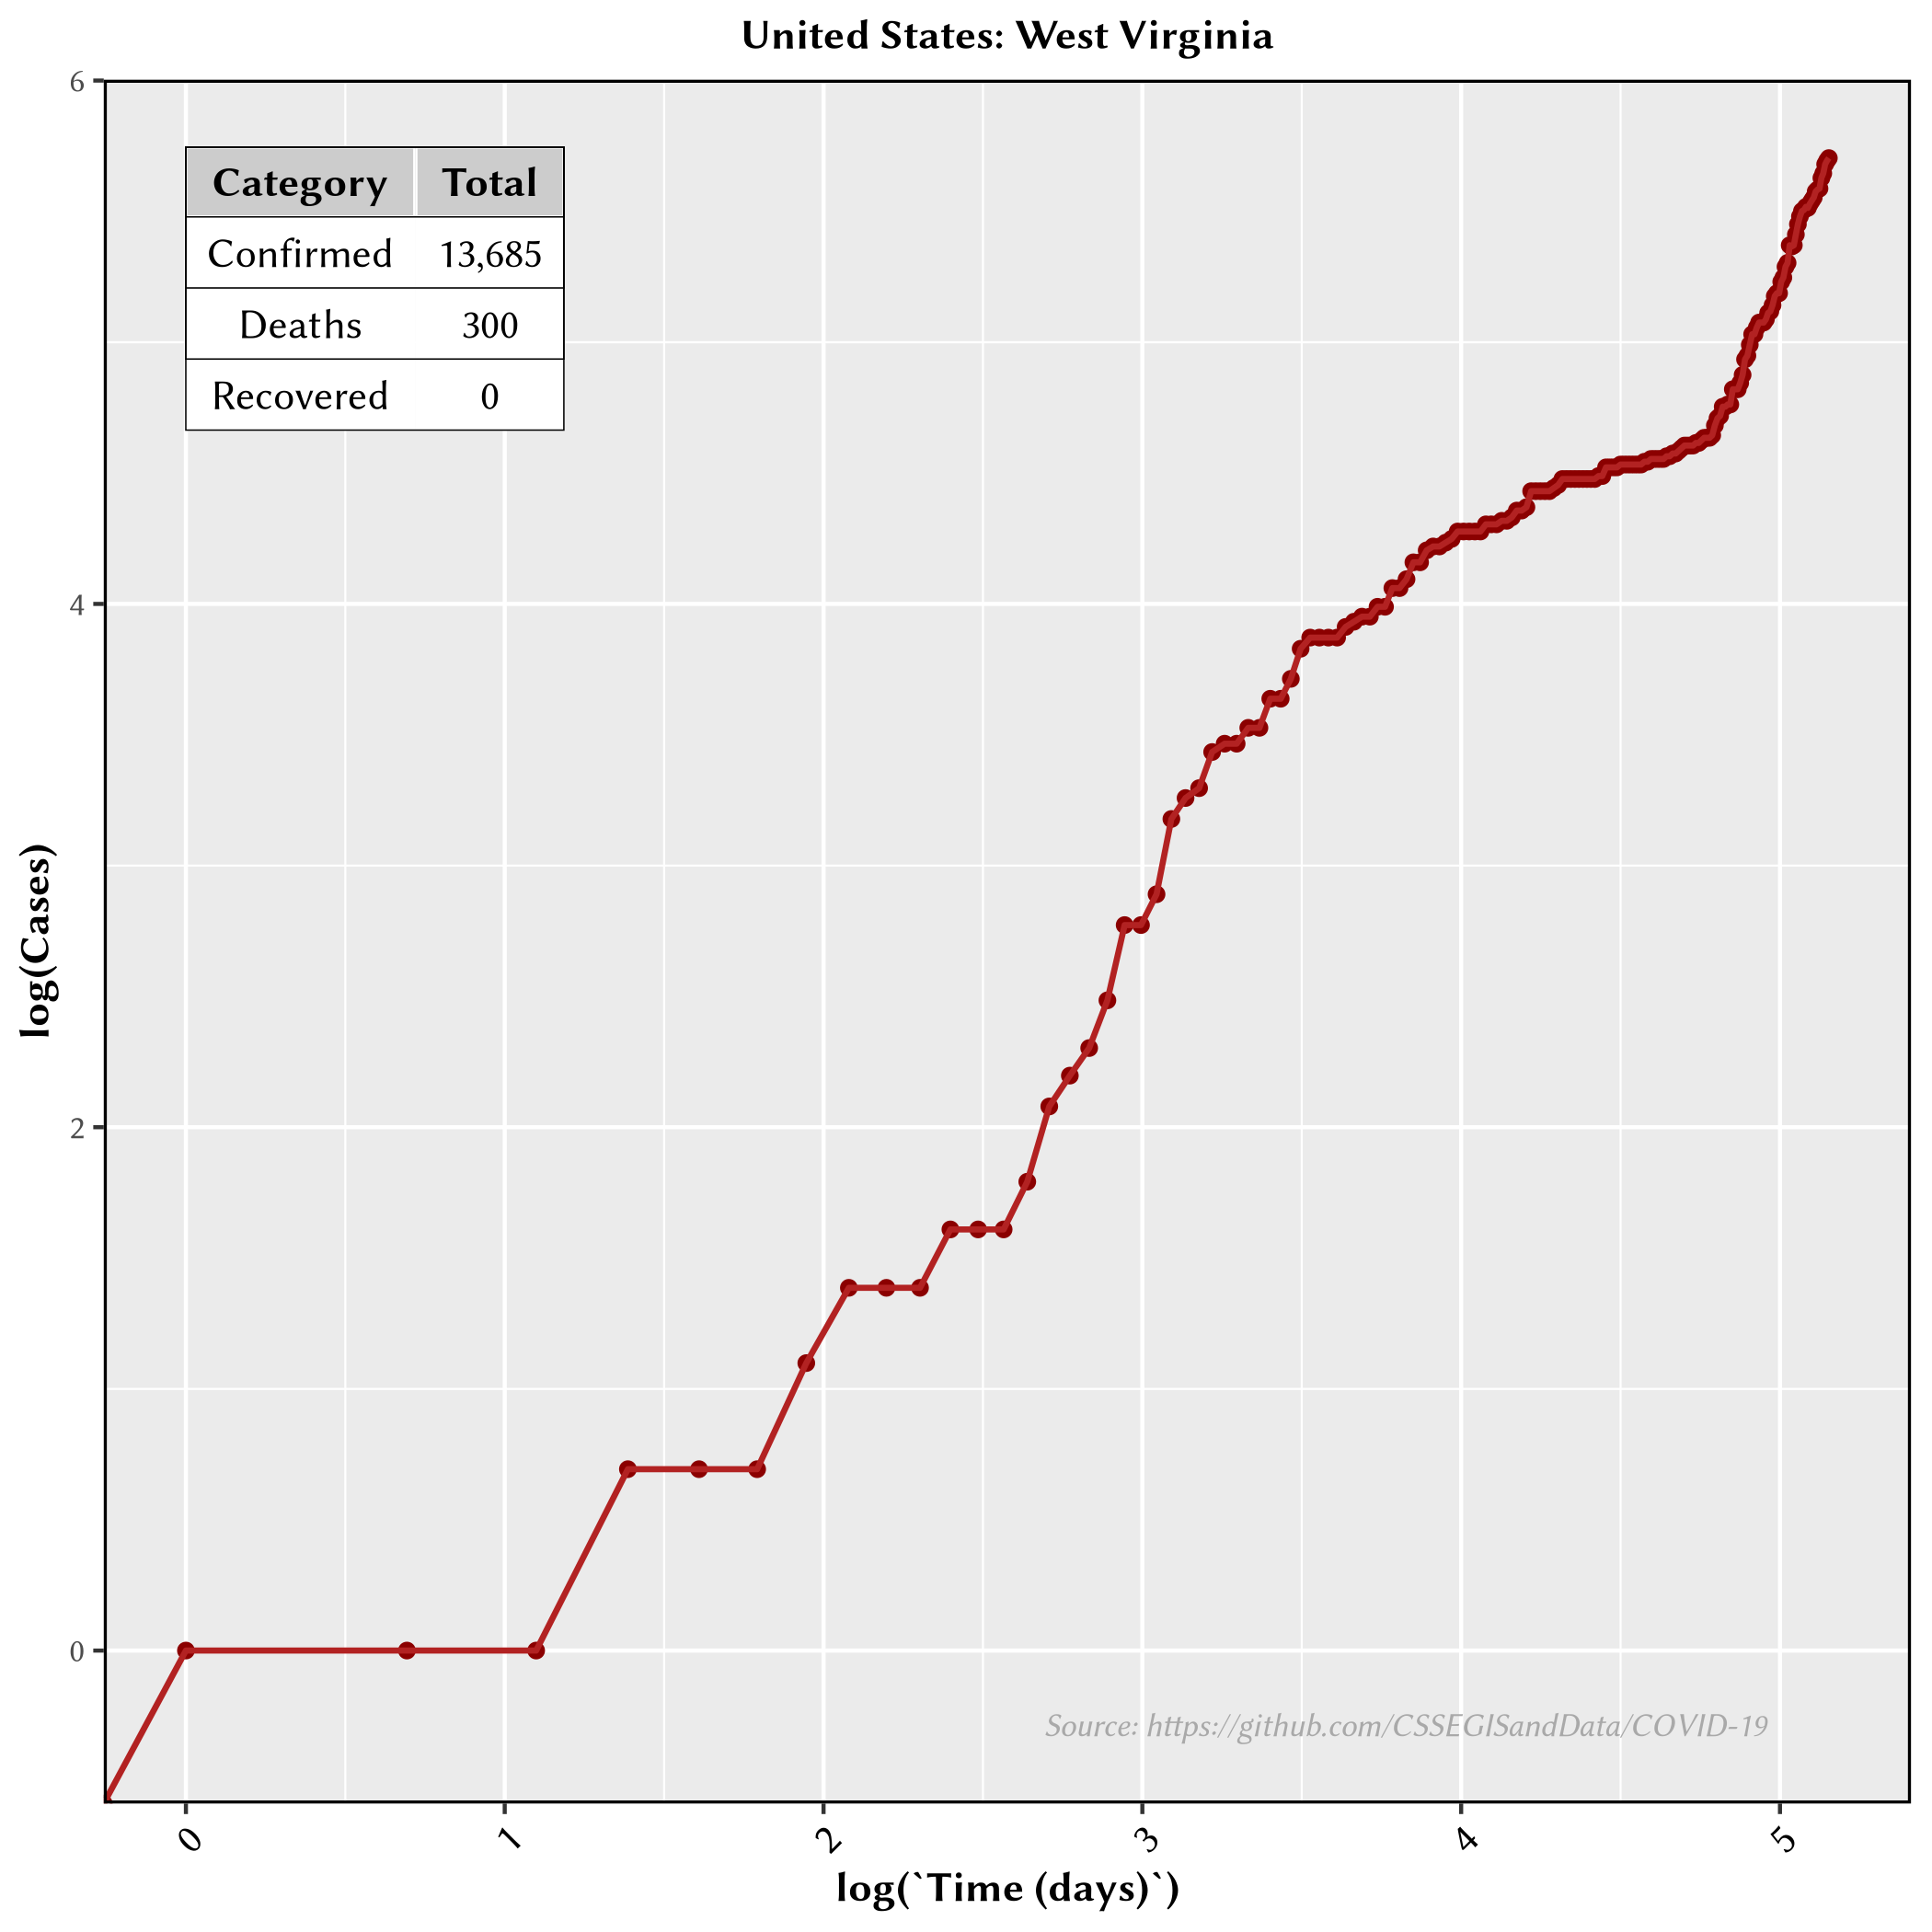 United States: West Virginia
6
4
2
0
log(Cases)
Category Total
Confirmed 13,685
Deaths 300
Recovered 0
Source: https://github.com/CSSEGISandData/COVID-19
0 1 2 3 4 5
log(`Time (days)`)